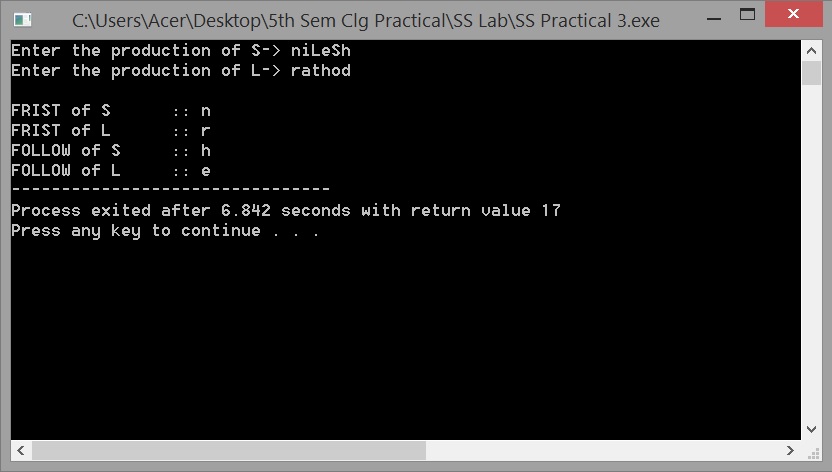 C:\Users\Acer\Desktop\5th Sem Clg Practical\SS Lab\SS Practical 3.exe
Enter the production of S-> niLeSh
Enter the production of L-> rathod
FRIST of S :: n
FRIST of L :: r
FOLLOW of S :: h
FOLLOW of L :: e
--------------------------------
Process exited after 6.842 seconds with return value 17
Press any key to continue . . .